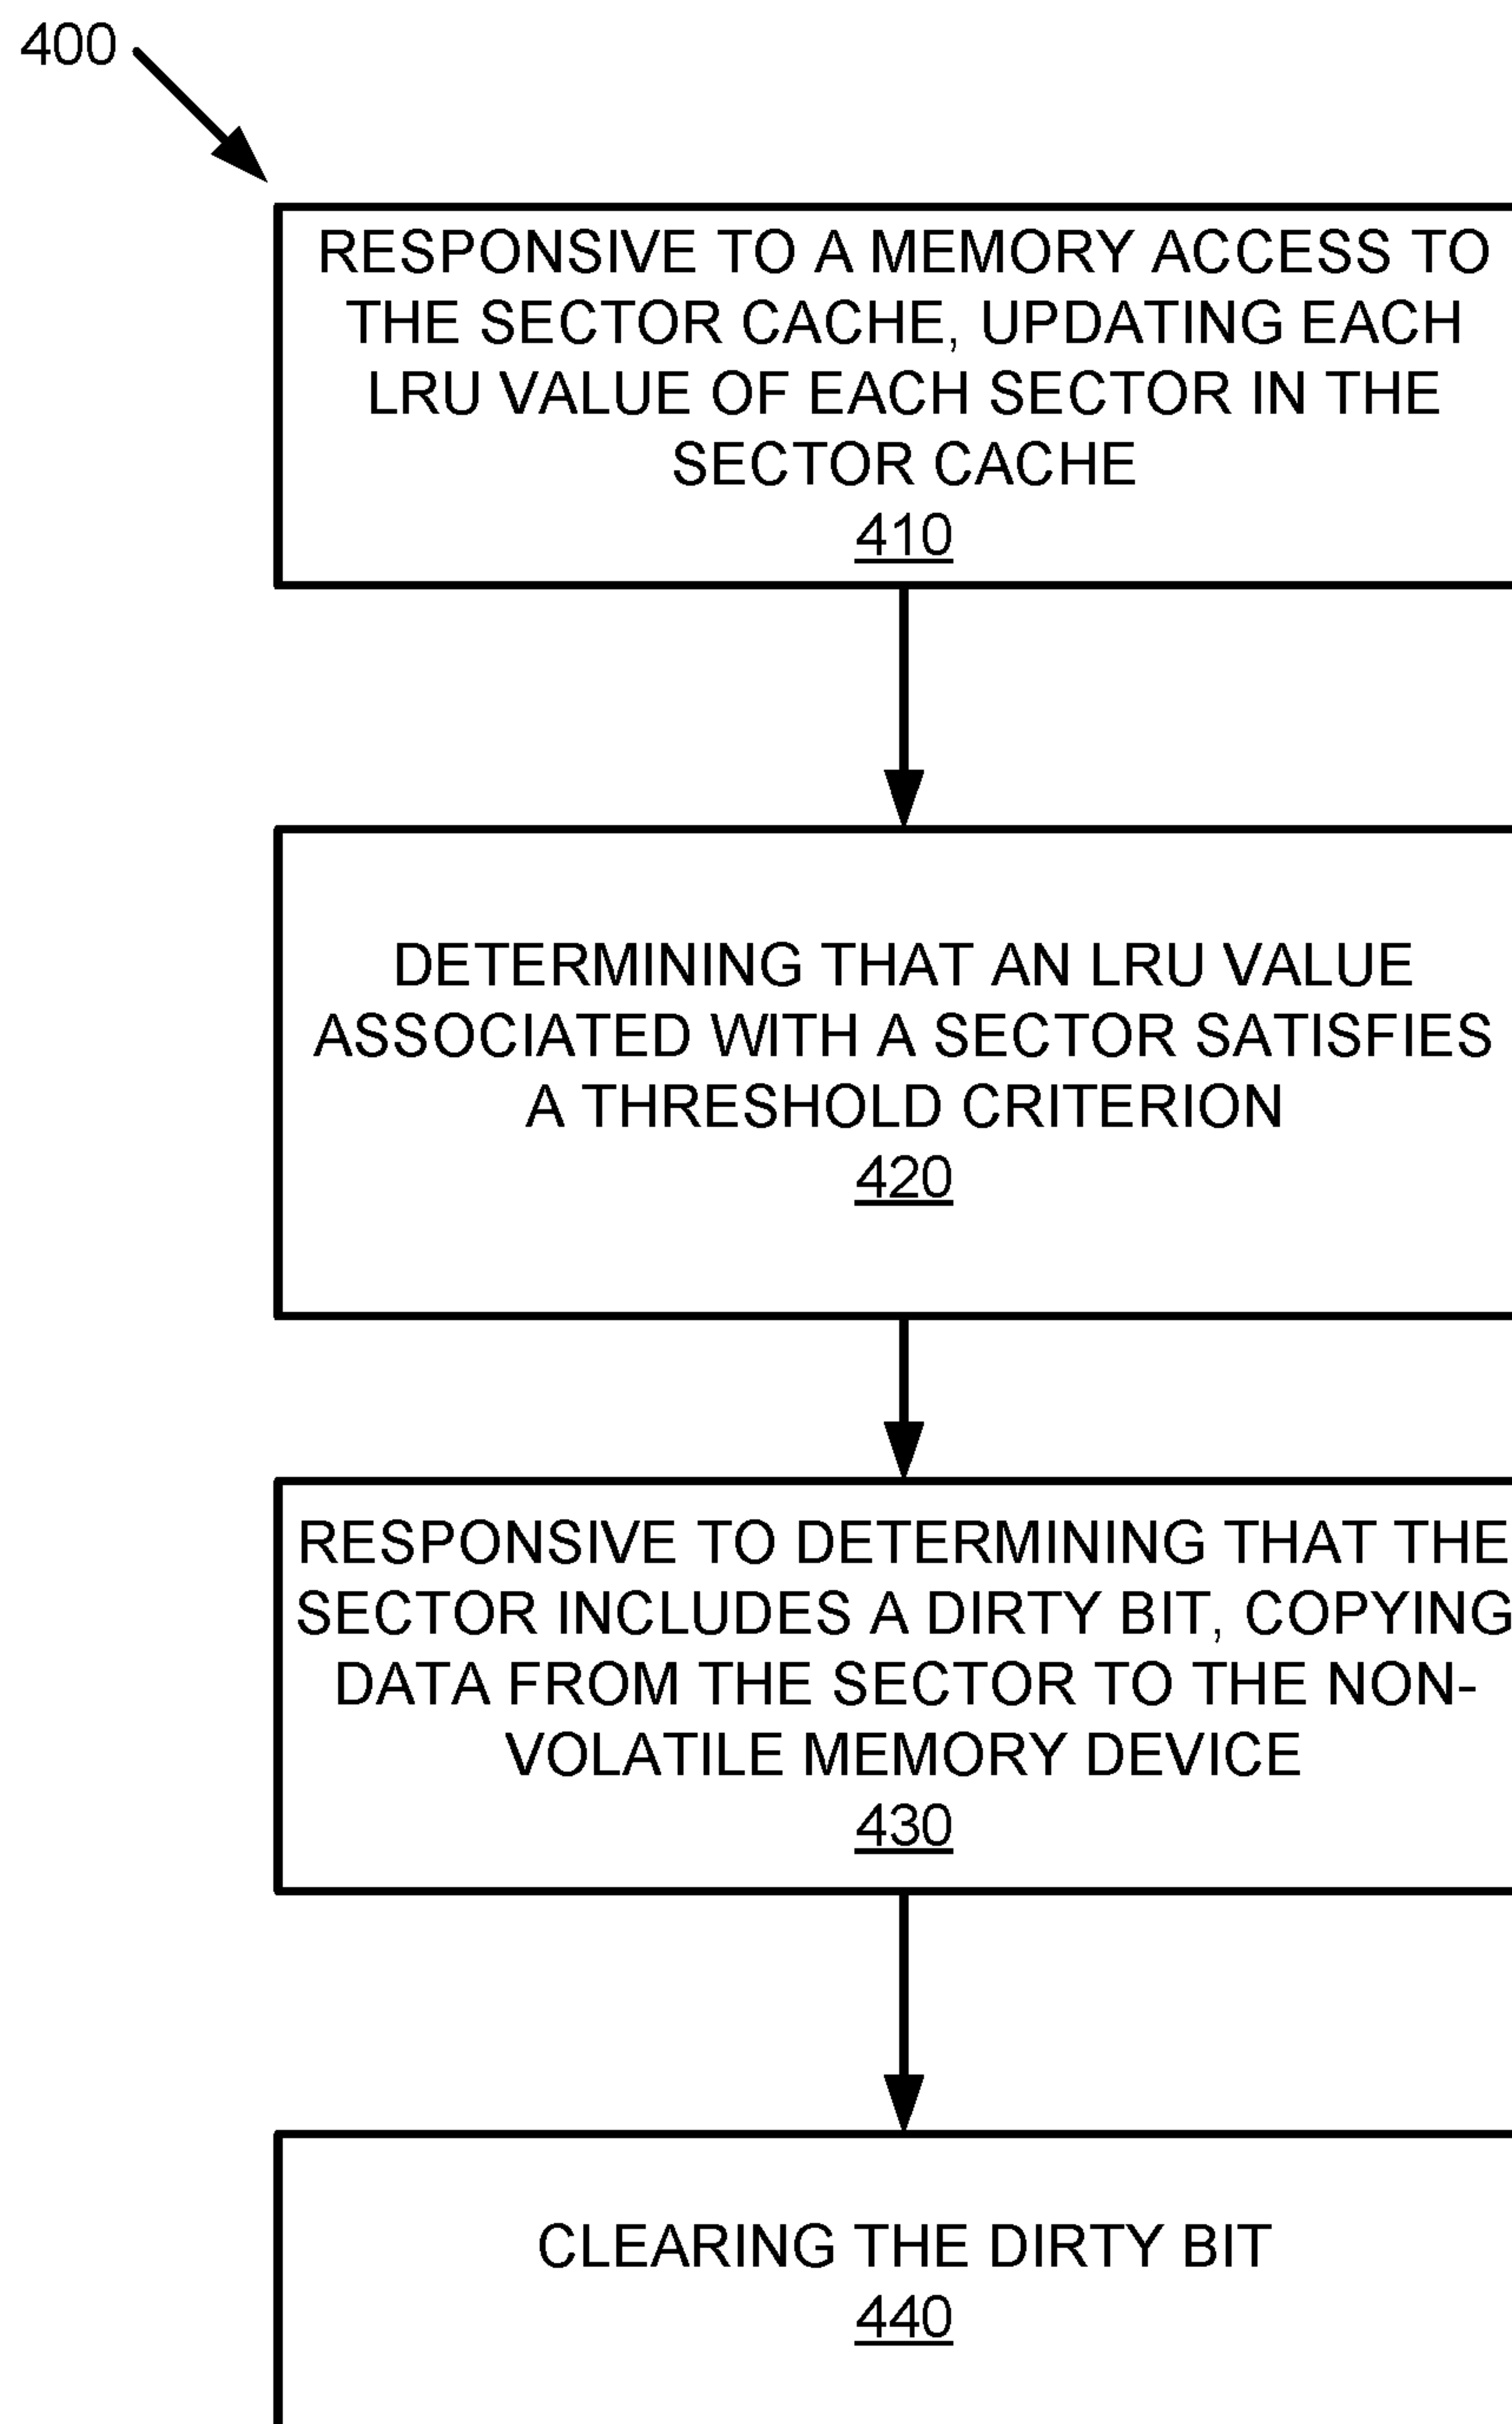 400
RESPONSIVE TO A MEMORY ACCESS TO
THE SECTOR CACHE, UPDATING EACH
LRU VALUE OF EACH SECTOR IN THE
SECTOR CACHE
410
DETERMINING THAT AN LRU VALUE
ASSOCIATED WITH A SECTOR SATISFIES
A THRESHOLD CRITERION
420
RESPONSIVE TO DETERMINING THAT THE
SECTOR INCLUDES A DIRTY BIT, COPYING
DATA FROM THE SECTOR TO THE NON-
VOLATILE MEMORY DEVICE
430
CLEARING THE DIRTY BIT
440